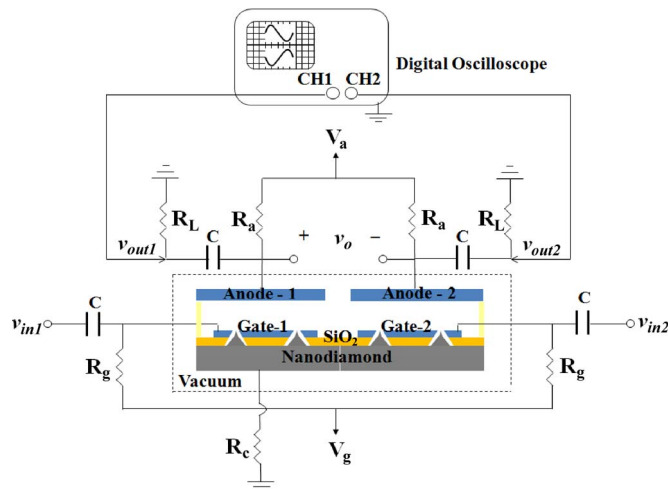 Digital Oscilloscope
CH1 CH2
Va
RL Ra Ra RL
vout1 C + vo − C vout2
Anode - 1 Anode - 2
C C
vin1 Gate-1 Gate-2 vin2
SiO2
Nanodiamond
Rg Rg
Vacuum
Rc Vg